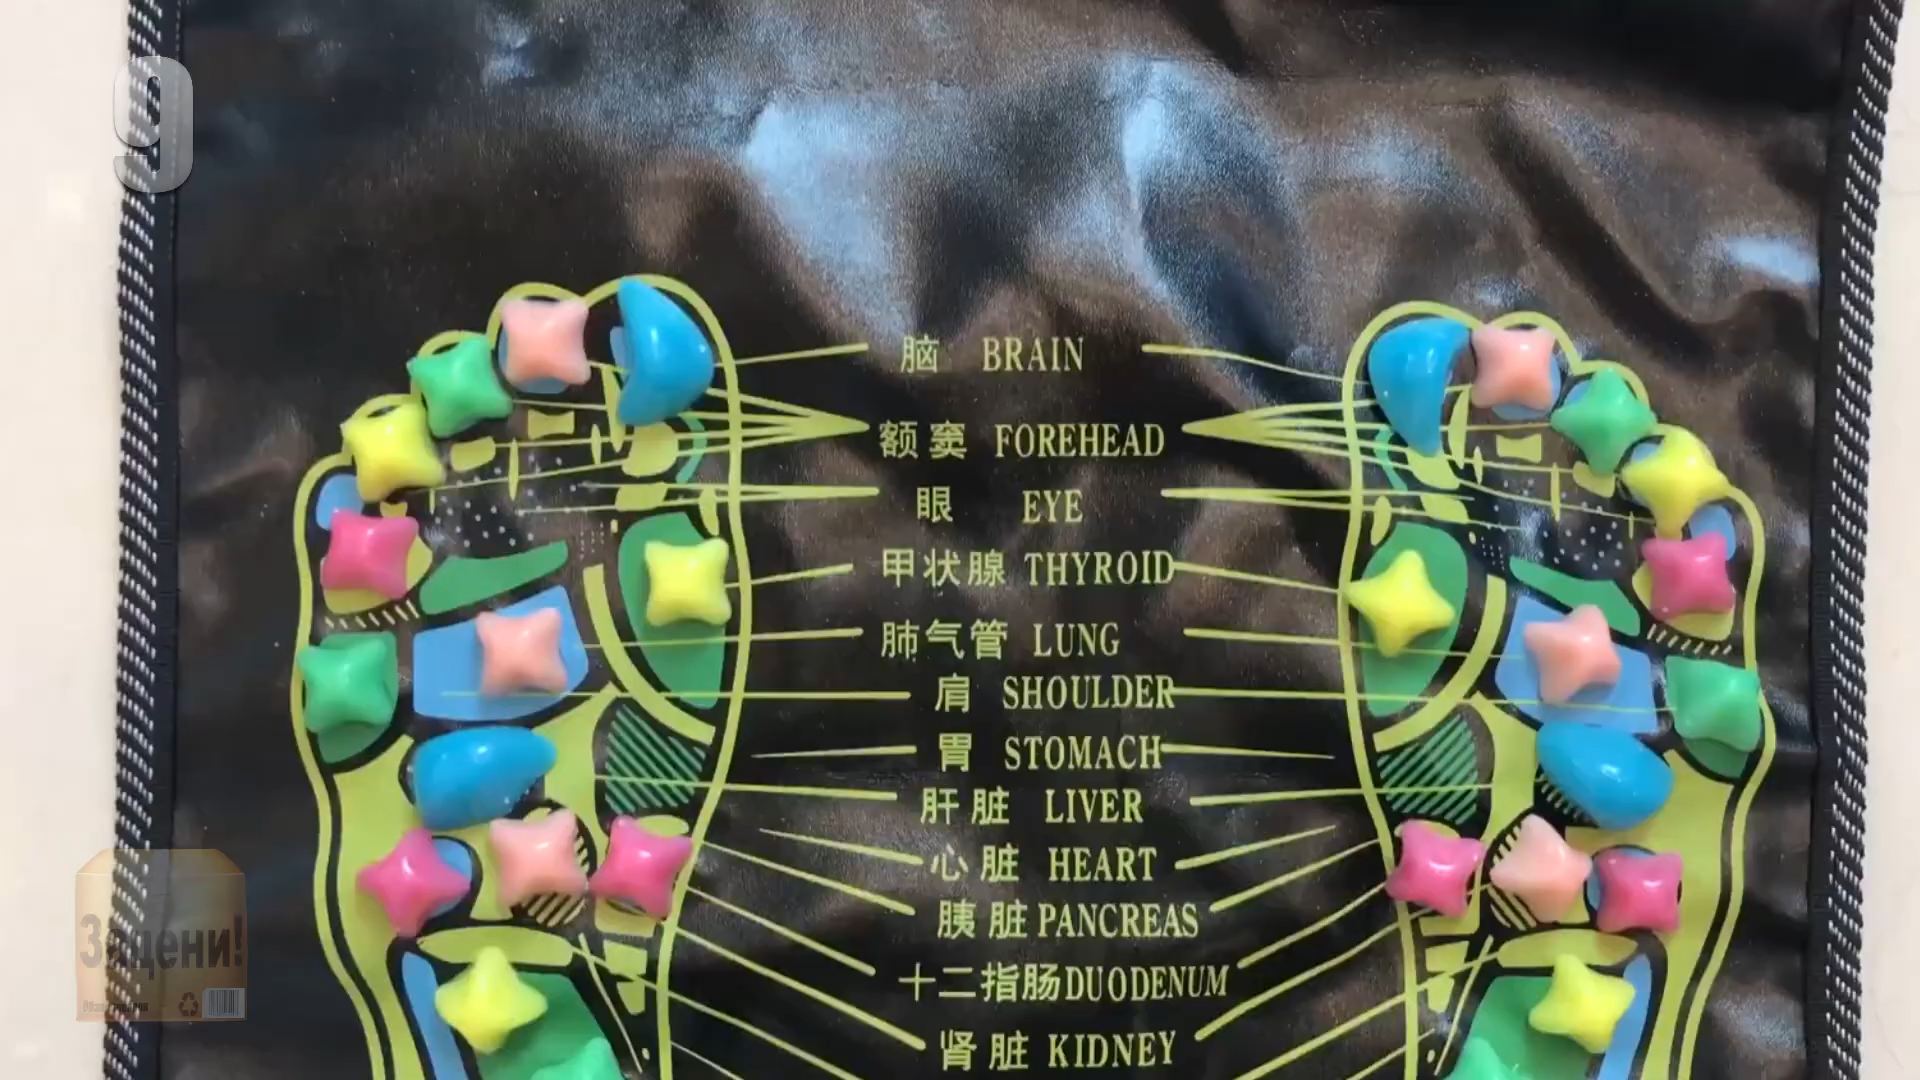 9
脑 BRAIN
额窦 FOREHEAD
眼 EYE
甲状腺 THYROID
肺气管 LUNG
肩 SHOULDER
胃 STOMACH
肝脏 LIVER
心脏 HEART
胰脏 PANCREAS
十二指肠 DUODENUM
肾脏 KIDNEY
Зацени!